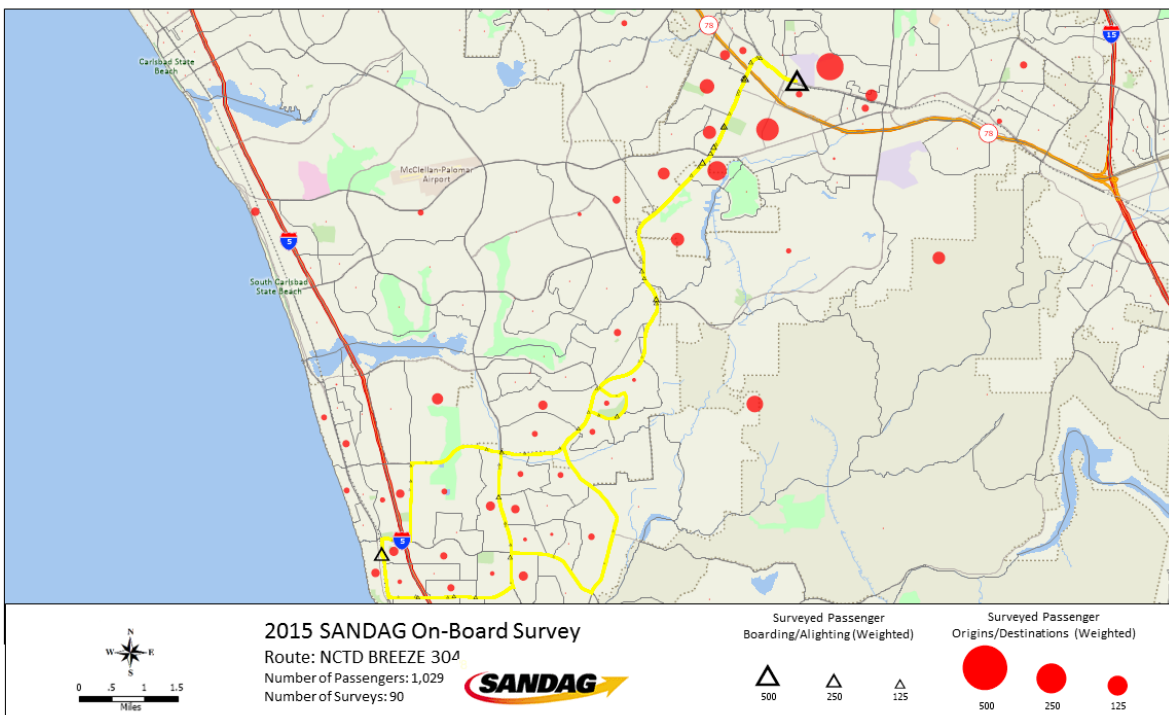 78
15
Carlsbad State
Beach
78
McClellan-Palomar
Airport
5
South Carlsbad
State Beach
5
N
W
E
S
0
.5
1
1.5
Miles
2015 SANDAG On-Board Survey
Route: NCTD BREEZE 304
Number of Passengers: 1,029
Number of Surveys: 90
SANDAG
Surveyed Passenger
Boarding/Alighting (Weighted)
500
250
125
Surveyed Passenger
Origins/Destinations (Weighted)
500
250
125